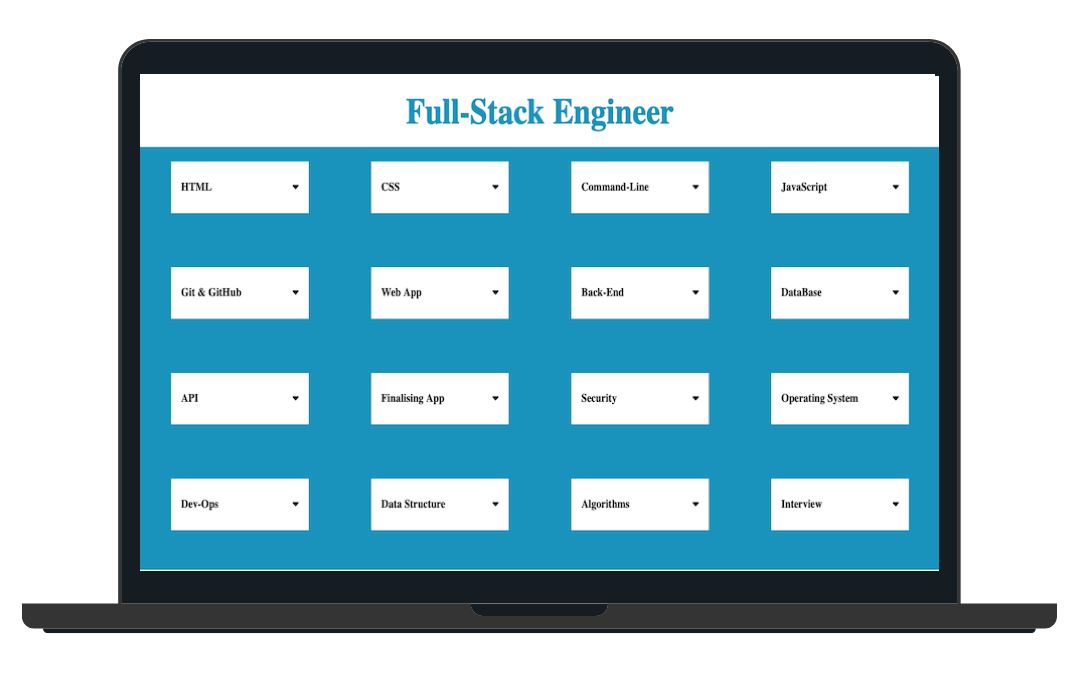 Full-Stack Engineer
HTML
CSS
Command-Line
JavaScript
Git & GitHub
Web App
Back-End
DataBase
API
Finalising App
Security
Operating System
Dev-Ops
Data Structure
Algorithms
Interview